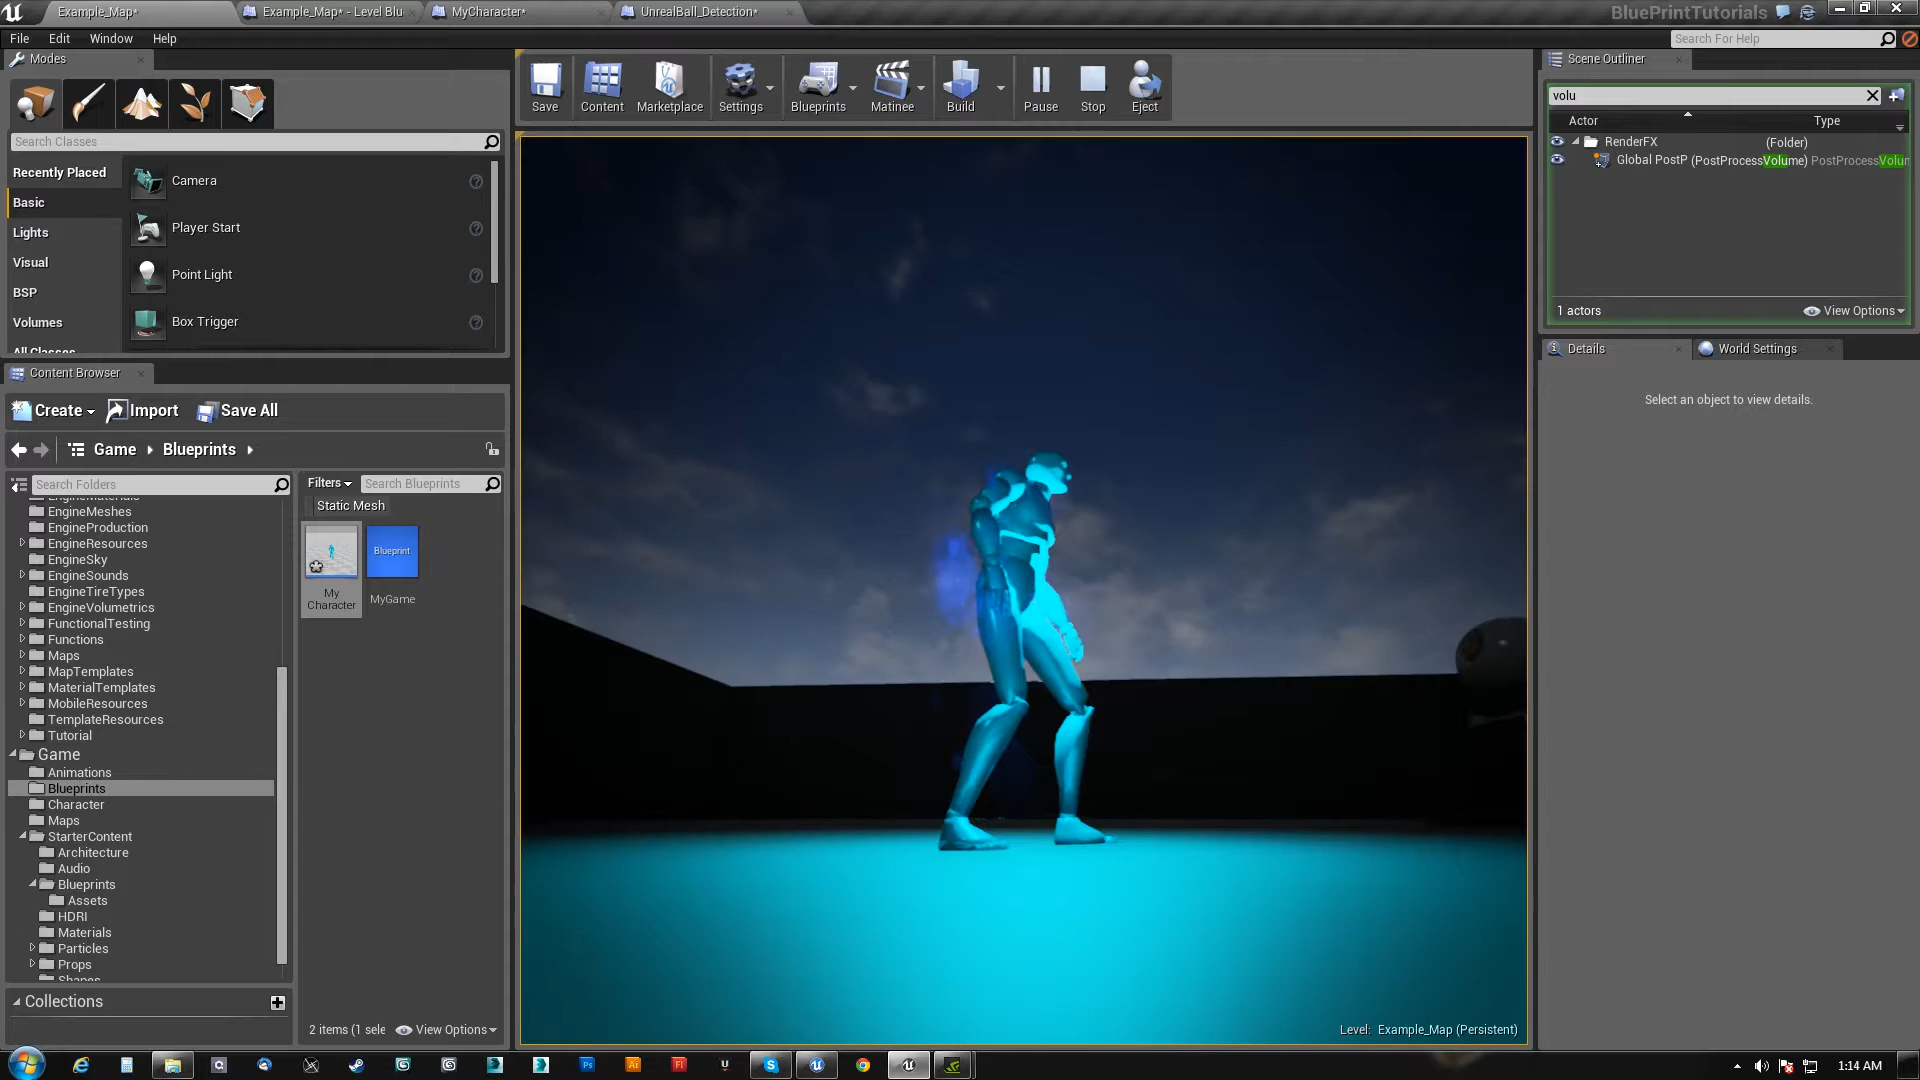 Example_Map*
Example_Map* - Level Blu
MyCharacter*
UnrealBall_Detection*
BluePrintTutorials
File
Edit
Window
Help
Search For Help
Modes
Search Classes
Recently Placed
Basic
Lights
Visual
BSP
Volumes
All Classes
Camera
Player Start
Point Light
Box Trigger
Save
Content
Marketplace
Settings
Blueprints
Matinee
Build
Pause
Stop
Eject
Scene Outliner
volu
Actor
Type
RenderFX
(Folder)
Global PostP (PostProcessVolume) PostProcessVolur
1 actors
View Options
Details
World Settings
Select an object to view details.
Content Browser
Create
Import
Save All
Game
Blueprints
Search Folders
EngineMaterials
EngineMeshes
EngineProduction
EngineResources
EngineSky
EngineSounds
EngineTireTypes
EngineVolumetrics
FunctionalTesting
Functions
Maps
MapTemplates
MaterialTemplates
MobileResources
TemplateResources
Tutorial
Game
Animations
Blueprints
Character
Maps
StarterContent
Architecture
Audio
Blueprints
Assets
HDRI
Materials
Particles
Props
Shapes
Collections
Filters
Search Blueprints
Static Mesh
Blueprint
My
Character
MyGame
2 items (1 sele
View Options
Level: Example_Map (Persistent)
Ps
Ai
Fl
1:14 AM